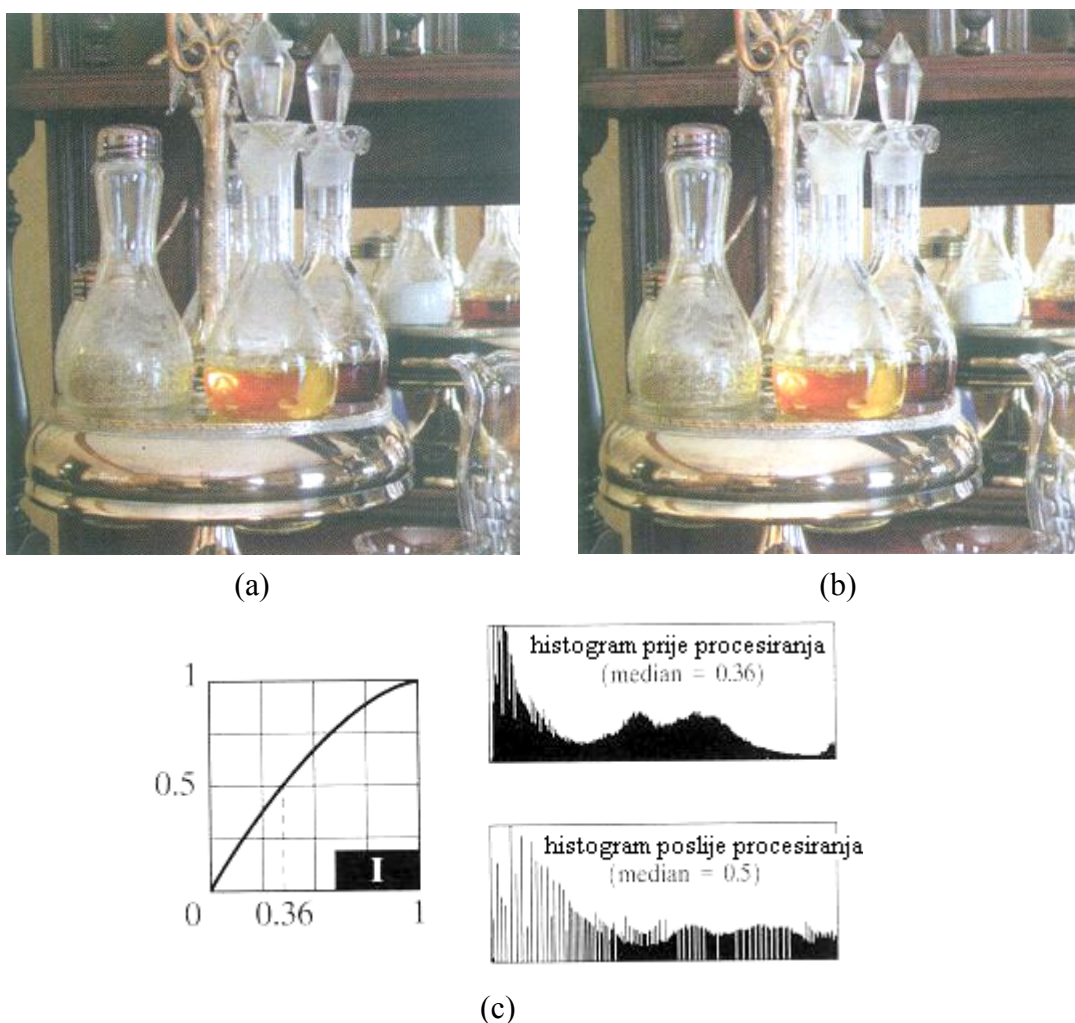 (a)
(b)
1
0.5
0
0.36
1
I
histogram prije procesiranja
(median = 0.36)
histogram poslije procesiranja
(median = 0.5)
(c)